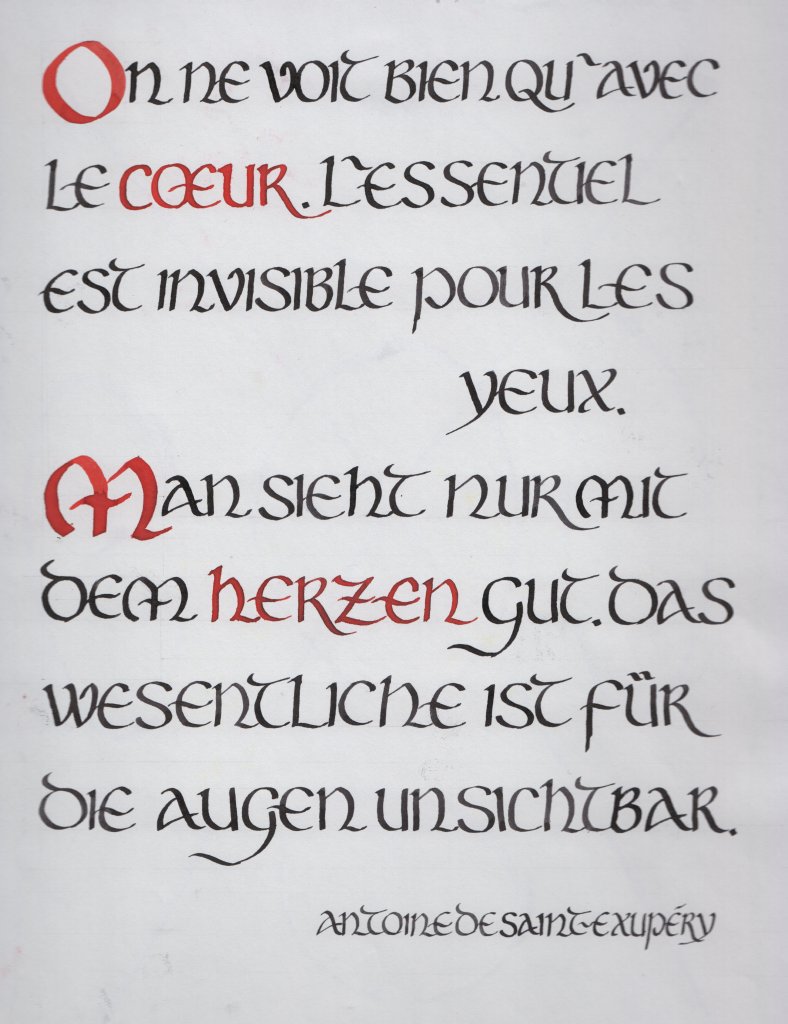 On ne voit bien qu'avec
le cœur. L'essentiel
est invisible pour les
yeux.
Man sieht nur mit
dem herzen gut. Das
wesentliche ist für
die augen unsichtbar.
Antoine de Saint-Exupéry